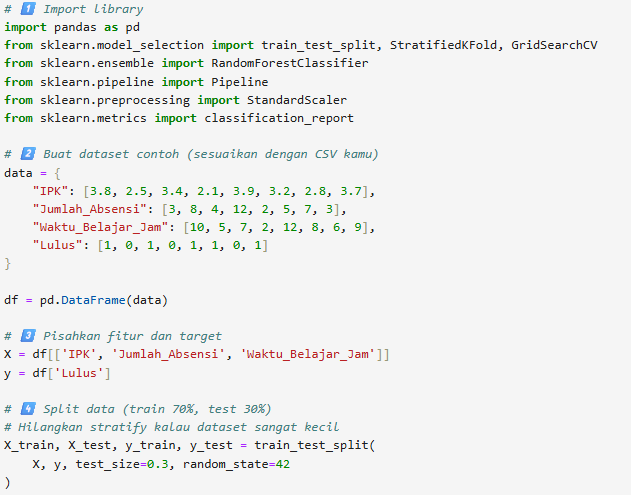 # 1️⃣ Import library
import pandas as pd
from sklearn.model_selection import train_test_split, StratifiedKFold, GridSearchCV
from sklearn.ensemble import RandomForestClassifier
from sklearn.pipeline import Pipeline
from sklearn.preprocessing import StandardScaler
from sklearn.metrics import classification_report

# 2️⃣ Buat dataset contoh (sesuaikan dengan CSV kamu)
data = {
    "IPK": [3.8, 2.5, 3.4, 2.1, 3.9, 3.2, 2.8, 3.7],
    "Jumlah_Absensi": [3, 8, 4, 12, 2, 5, 7, 3],
    "Waktu_Belajar_Jam": [10, 5, 7, 2, 12, 8, 6, 9],
    "Lulus": [1, 0, 1, 0, 1, 1, 0, 1]
}

df = pd.DataFrame(data)

# 3️⃣ Pisahkan fitur dan target
X = df[['IPK', 'Jumlah_Absensi', 'Waktu_Belajar_Jam']]
y = df['Lulus']

# 4️⃣ Split data (train 70%, test 30%)
# Hilangkan stratify kalau dataset sangat kecil
X_train, X_test, y_train, y_test = train_test_split(
    X, y, test_size=0.3, random_state=42
)